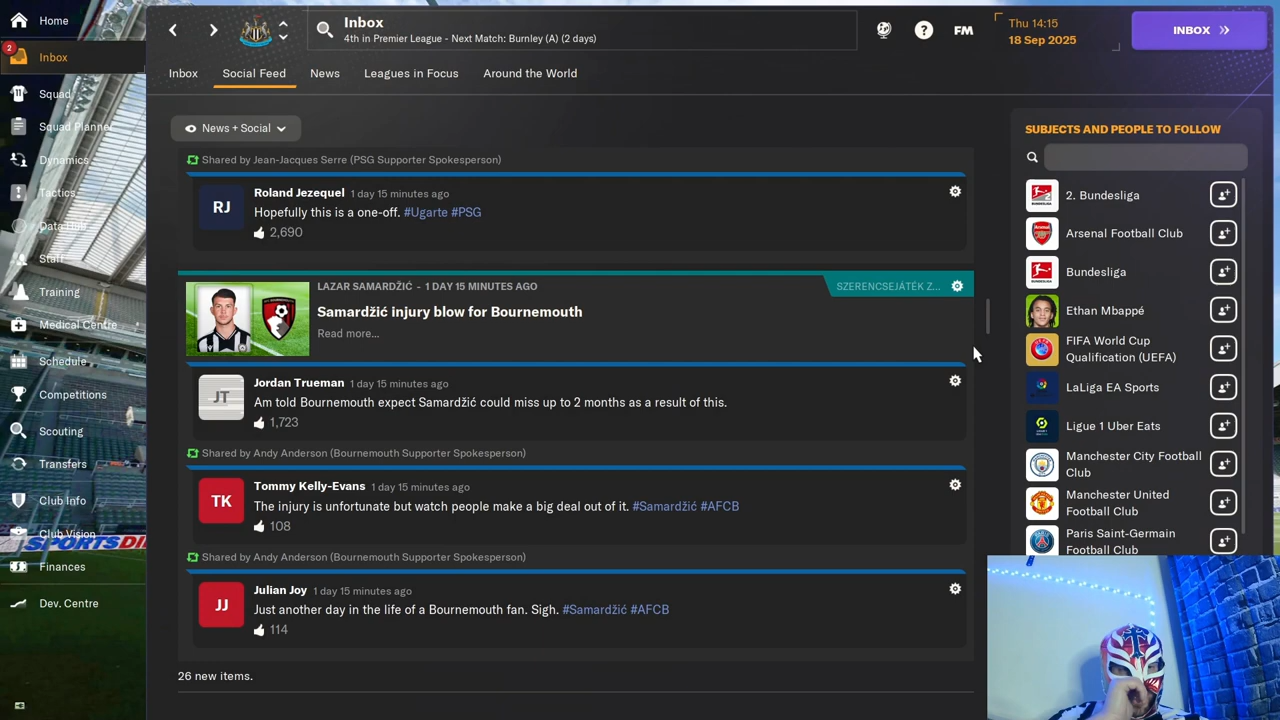 Home
Inbox
4th in Premier League - Next Match: Burnley (A) (2 days)
FM
Thu 14:15
18 Sep 2025
INBOX
2
Inbox
Squad
Squad Planner
Dynamics
Tactics
Staff
Training
Medical Centre
Schedule
Competitions
Scouting
Transfers
Club Info
Club Vision
SPORTS
Finances
Dev. Centre
Inbox
Social Feed
News
Leagues in Focus
Around the World
News + Social
Shared by Jean-Jacques Serre (PSG Supporter Spokesperson)
RJ
Roland Jezequel 1 day 15 minutes ago
Hopefully this is a one-off. #Ugarte #PSG
2,690
LAZAR SAMARDŽIĆ - 1 DAY 15 MINUTES AGO
SZERENCSEJÁTÉK Z...
Samardžić injury blow for Bournemouth
Read more...
JT
Jordan Trueman 1 day 15 minutes ago
Am told Bournemouth expect Samardžić could miss up to 2 months as a result of this.
1,723
Shared by Andy Anderson (Bournemouth Supporter Spokesperson)
TK
Tommy Kelly-Evans 1 day 15 minutes ago
The injury is unfortunate but watch people make a big deal out of it. #Samardžić #AFCB
108
Shared by Andy Anderson (Bournemouth Supporter Spokesperson)
JJ
Julian Joy 1 day 15 minutes ago
Just another day in the life of a Bournemouth fan. Sigh. #Samardžić #AFCB
114
26 new items.
SUBJECTS AND PEOPLE TO FOLLOW
2. Bundesliga
Arsenal Football Club
Bundesliga
Ethan Mbappé
FIFA World Cup
Qualification (UEFA)
LaLiga EA Sports
Ligue 1 Uber Eats
Manchester City Football
Club
Manchester United
Football Club
Paris Saint-Germain
Football Club